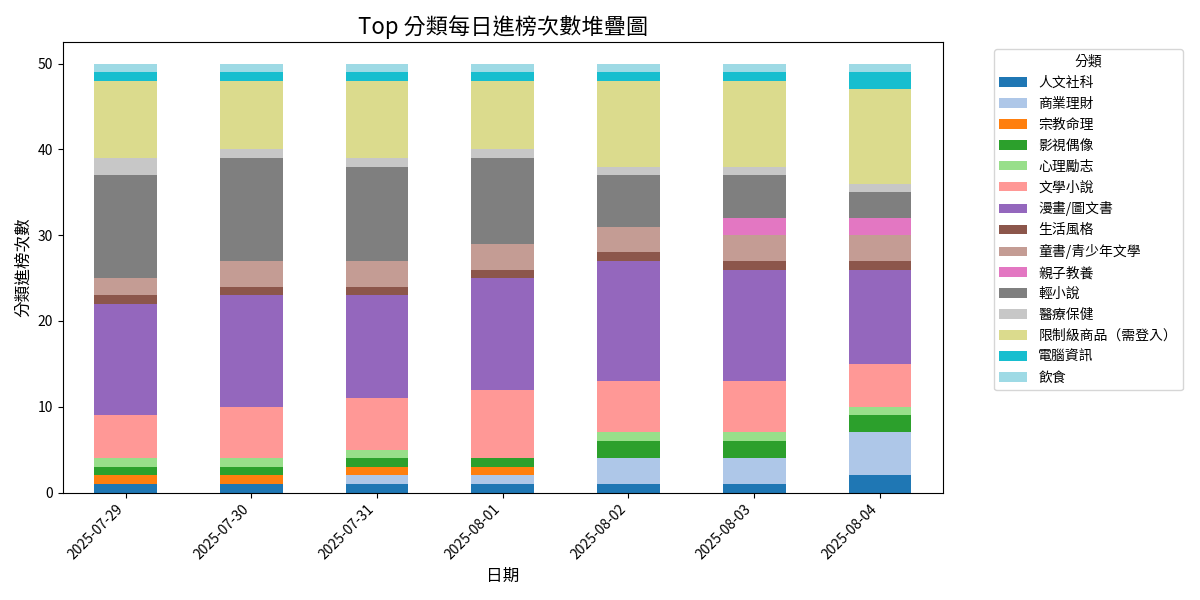 Top 分類每日進榜次數堆疊圖
分類進榜次數
50
40
30
20
10
0
2025-07-29
2025-07-30
2025-07-31
2025-08-01
2025-08-02
2025-08-03
2025-08-04
日期
分類
人文社科
商業理財
宗教命理
影視偶像
心理勵志
文學小說
漫畫/圖文書
生活風格
童書/青少年文學
親子教養
輕小說
醫療保健
限制級商品（需登入）
電腦資訊
飲食